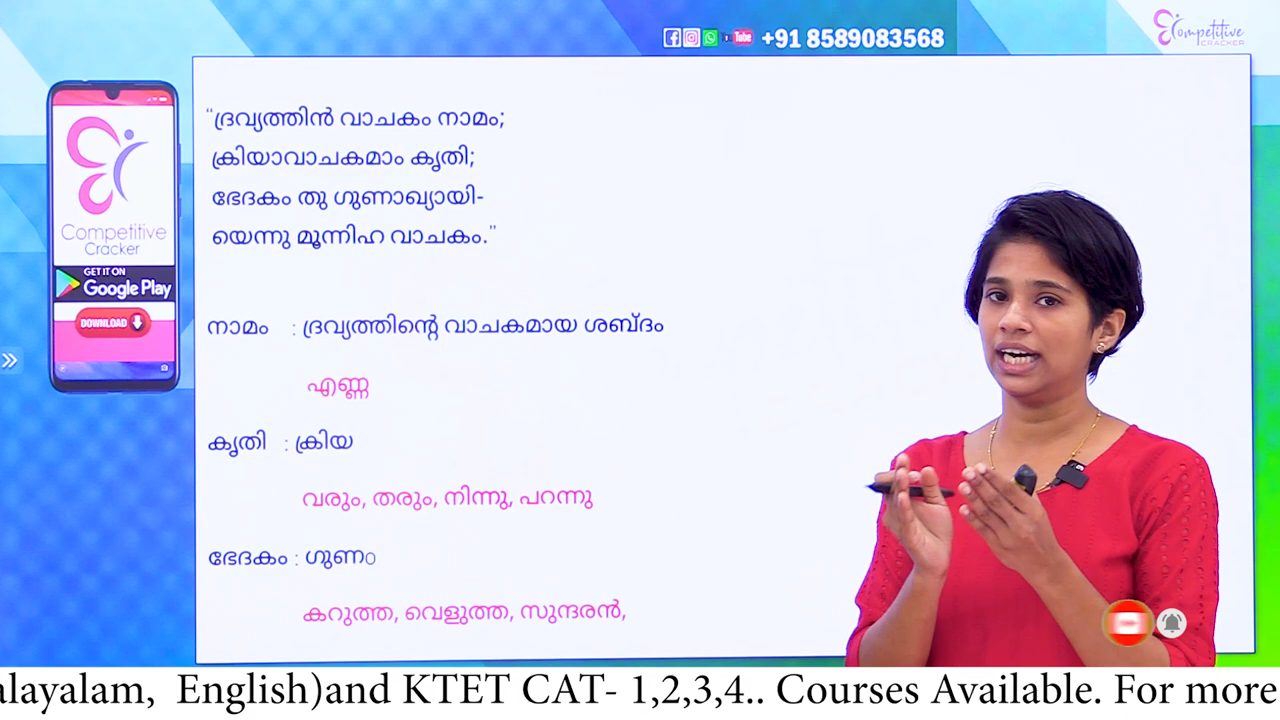 +91 8589083568
Competitive
CRACKER
Competitive
Cracker
GET IT ON
Google Play
DOWNLOAD
“ദ്രവ്യത്തിൻ വാചകം നാമം;
ക്രിയാവാചകമാം കൃതി;
ഭേദകം തു ഗുണാഖ്യായി-
യെന്നു മൂന്നിഹ വാചകം.”
നാമം : ദ്രവ്യത്തിന്റെ വാചകമായ ശബ്ദം
എണ്ണ
കൃതി : ക്രിയ
വരും, തരും, നിന്നു, പറന്നു
ഭേദകം : ഗുണം
കറുത്ത, വെളുത്ത, സുന്ദരൻ,
alayalam, English)and KTET CAT- 1,2,3,4.. Courses Available. For more